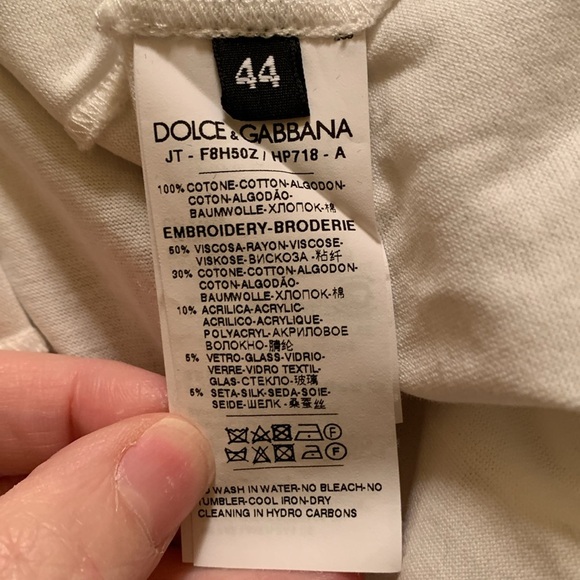 44
DOLCE & GABBANA
JT - F8H50Z / HP718 - A
100% COTONE-COTTON-ALGODON-
COTON-ALGODÃO-
BAUMWOLLE-ХЛОПОК-棉
EMBROIDERY-BRODERIE
50% VISCOSA-RAYON-VISCOSE-
VISKOSE-ВИСКОЗА-粘纤
30% COTONE-COTTON-ALGODON-
COTON-ALGODÃO-
BAUMWOLLE-ХЛОПОК-棉
10% ACRILICA-ACRYLIC-
ACRILICO-ACRYLIQUE-
POLYACRYL-АКРИЛОВОЕ
ВОЛОКНО-腈纶
5% VETRO-GLASS-VIDRIO-
VERRE-VIDRO TEXTIL-
GLAS-СТЕКЛО-玻璃
5% SETA-SILK-SEDA-SOIE-
SEIDE-ШЕЛК-桑蚕丝
F
F
WASH IN WATER-NO BLEACH-NO
TUMBLER-COOL IRON-DRY
CLEANING IN HYDRO CARBONS